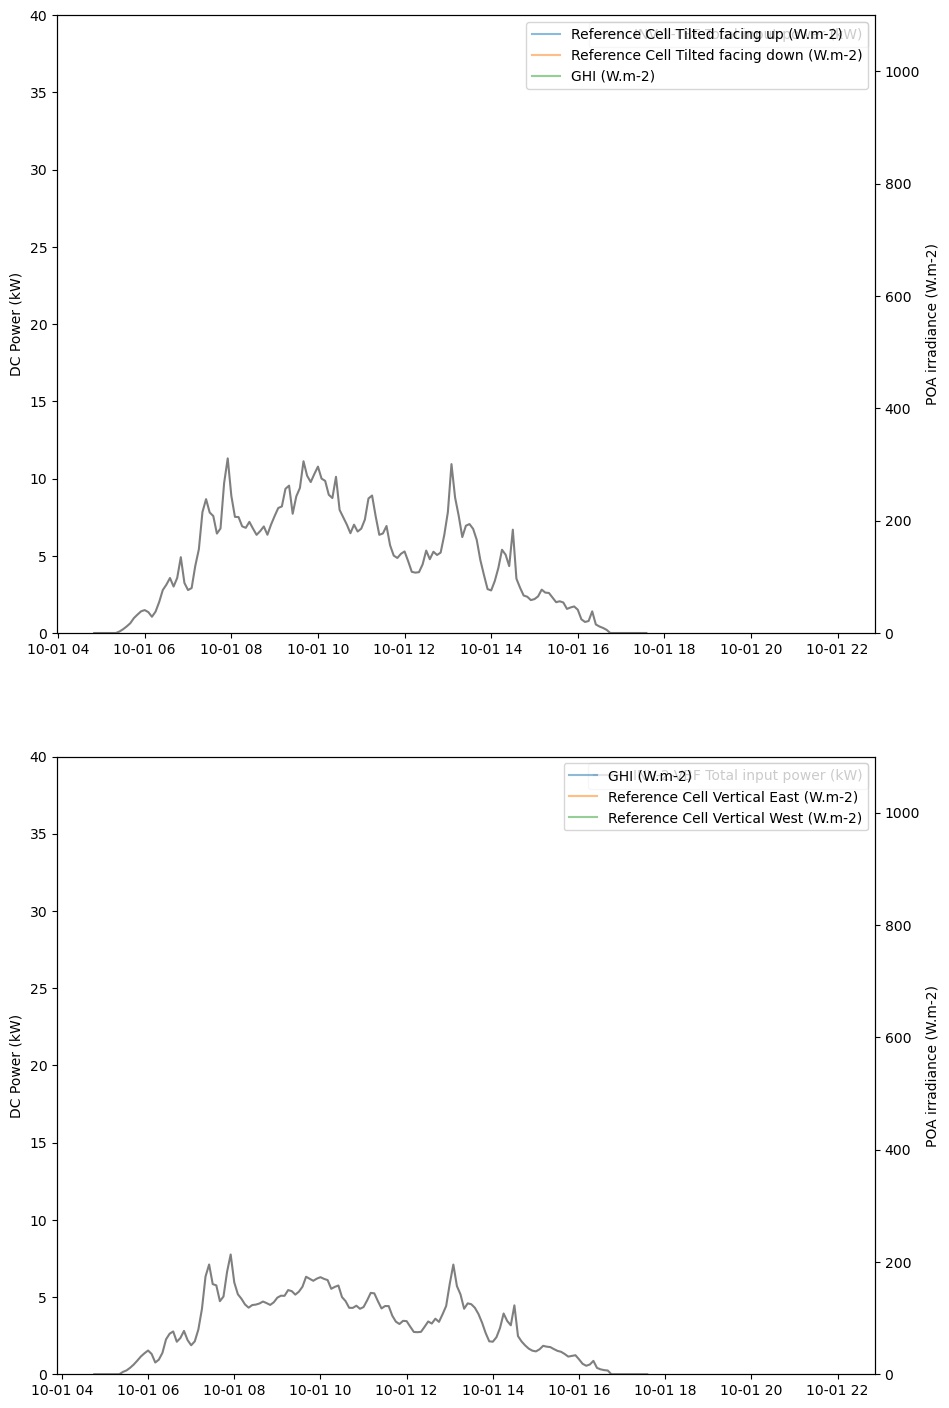 40
35
30
25
20
15
10
5
0
DC Power (kW)
Reference Cell Tilted facing up (W.m-2)
Reference Cell Tilted facing down (W.m-2)
GHI (W.m-2)
1000
800
600
400
200
0
POA irradiance (W.m-2)
10-01 04 10-01 06 10-01 08 10-01 10 10-01 12 10-01 14 10-01 16 10-01 18 10-01 20 10-01 22
40
35
30
25
20
15
10
5
0
DC Power (kW)
GHI (W.m-2) Total input power (kW)
Reference Cell Vertical East (W.m-2)
Reference Cell Vertical West (W.m-2)
1000
800
600
400
200
0
POA irradiance (W.m-2)
10-01 04 10-01 06 10-01 08 10-01 10 10-01 12 10-01 14 10-01 16 10-01 18 10-01 20 10-01 22